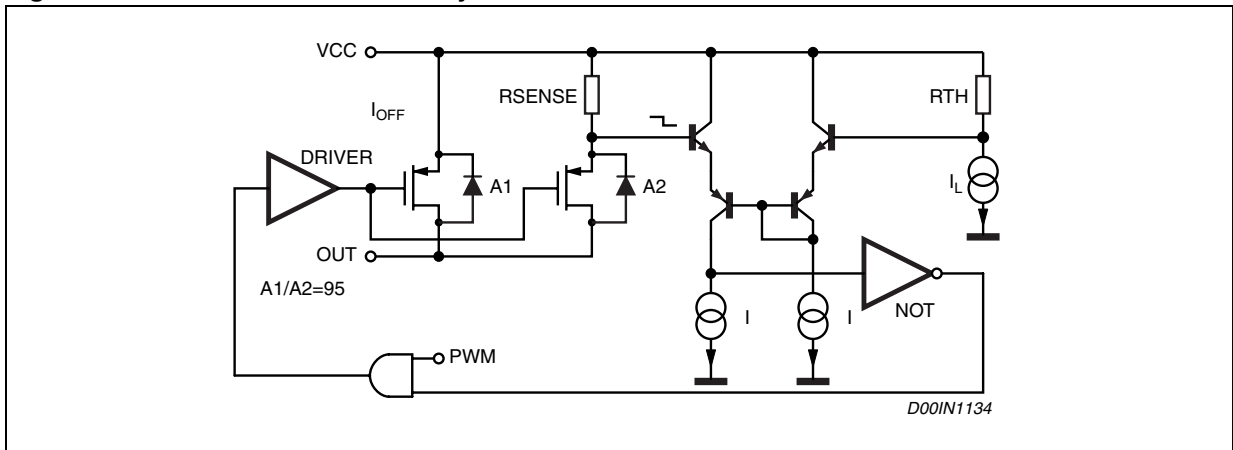 VCC
RSENSE
RTH
IOFF
DRIVER
A1
A2
IL
OUT
A1/A2=95
I
I
NOT
PWM
D00IN1134